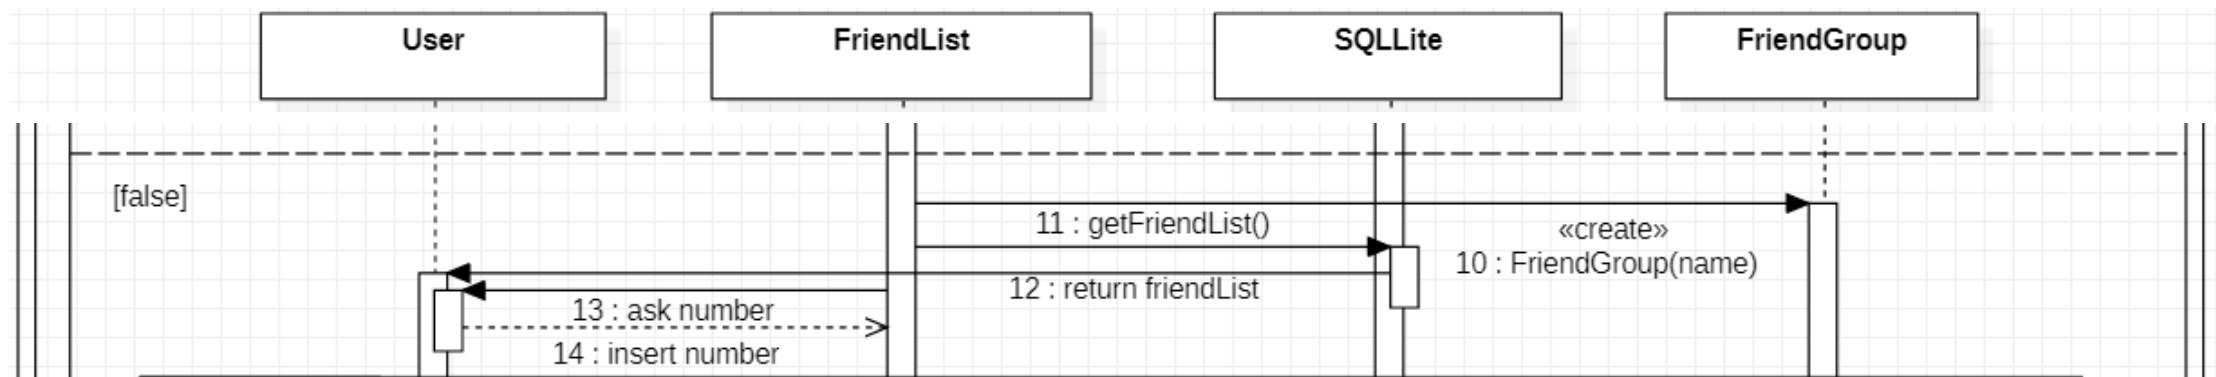 User
FriendList
SQLLite
FriendGroup
[false]
11 : getFriendList()
«create»
10 : FriendGroup(name)
12 : return friendList
13 : ask number
14 : insert number